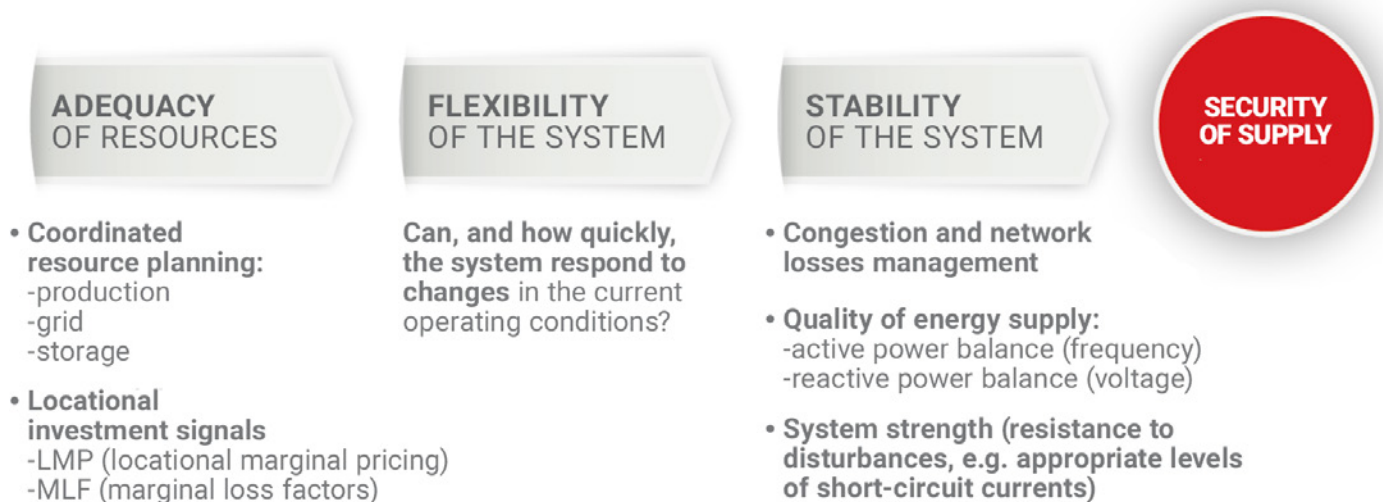 ADEQUACY
OF RESOURCES
FLEXIBILITY
OF THE SYSTEM
STABILITY
OF THE SYSTEM
SECURITY
OF SUPPLY
• Coordinated
resource planning:
-production
-grid
-storage
• Locational
investment signals
-LMP (locational marginal pricing)
-MLF (marginal loss factors)
Can, and how quickly,
the system respond to
changes in the current
operating conditions?
• Congestion and network
losses management
• Quality of energy supply:
-active power balance (frequency)
-reactive power balance (voltage)
• System strength (resistance to
disturbances, e.g. appropriate levels
of short-circuit currents)